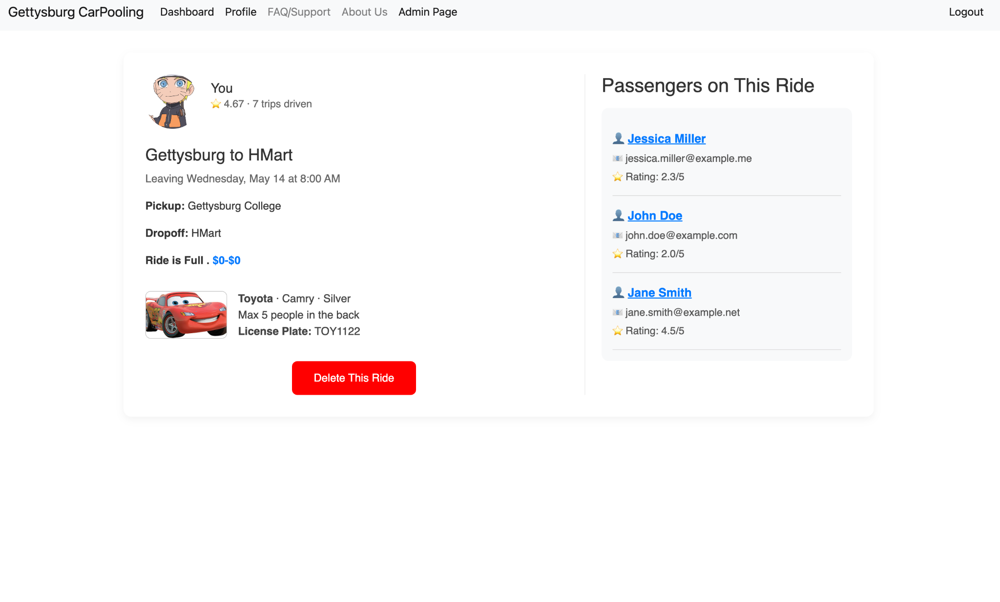 Gettysburg CarPooling Dashboard Profile FAQ/Support About Us Admin Page Logout
You
4.67 · 7 trips driven
Gettysburg to HMart
Leaving Wednesday, May 14 at 8:00 AM
Pickup: Gettysburg College
Dropoff: HMart
Ride is Full . $0-$0
Toyota · Camry · Silver
Max 5 people in the back
License Plate: TOY1122
Delete This Ride
Passengers on This Ride
Jessica Miller
jessica.miller@example.me
Rating: 2.3/5
John Doe
john.doe@example.com
Rating: 2.0/5
Jane Smith
jane.smith@example.net
Rating: 4.5/5